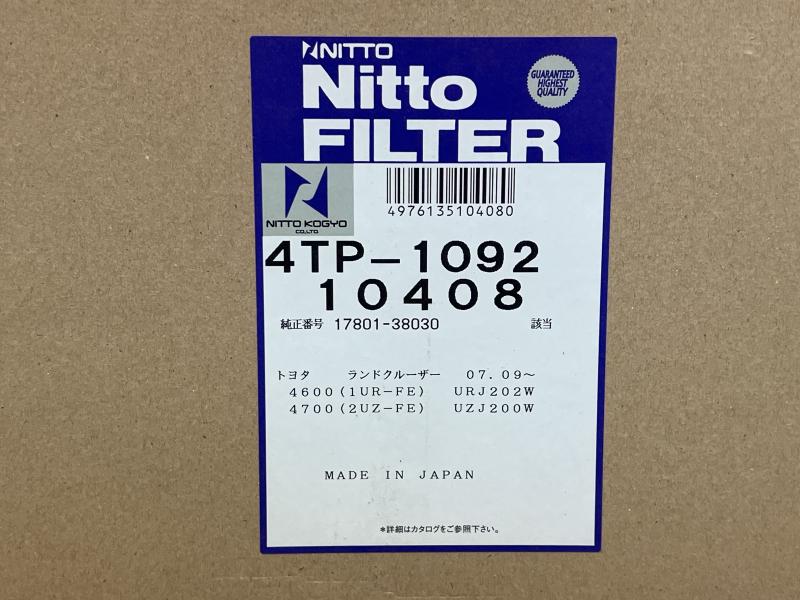 NITTO
Nitto
FILTER
GUARANTEED
HIGHEST
QUALITY
NITTO KOGYO
CO.,LTD
4976135104080
4TP-1092
10408
純正番号 17801-38030 該当
トヨタ ランドクルーザー 07.09～
4600(1UR-FE) URJ202W
4700(2UZ-FE) UZJ200W
MADE IN JAPAN
*詳細はカタログをご参照下さい。